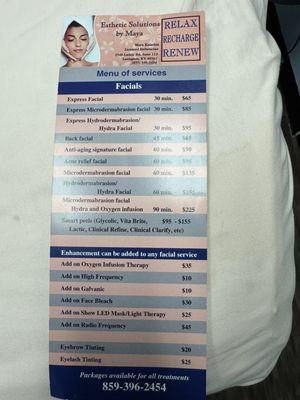 Esthetic Solutions
by Maya
Licensed Esthetician
RELAX
RECHARGE
RENEW
Menu of services
Facials
Express Facial 30 min. $65
Express Microdermabrasion facial 30 min. $85
Express Hydrodermabrasion/
Hydra Facial 30 min. $95
Back facial 45 min. $65
Anti-aging signature facial 60 min. $90
Acne relief facial 60 min. $95
Microdermabrasion facial 60 min. $135
Hydrodermabrasion/
Hydra Facial 60 min.
Microdermabrasion facial
Hydra and Oxygen infusion 90 min. $225
Smart peels (Glycolic, Vita Brite, $95 - $155
Lactic, Clinical Refine, Clinical Clarify, etc)
Enhancement can be added to any facial service
Add on Oxygen Infusion Therapy $35
Add on High Frequency $10
Add on Galvanic $10
Add on Face Bleach $30
Add on Show LED Mask/Light Therapy $25
Add on Radio Frequency $45
Eyebrow Tinting $20
Eyelash Tinting $25
Packages available for all treatments
859-396-2454